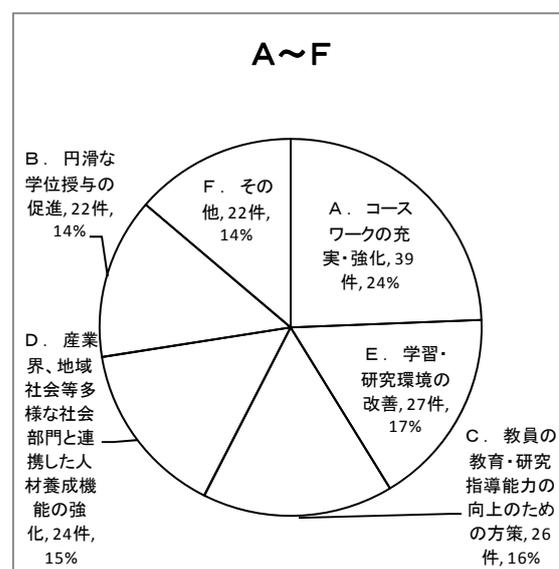 A～F
A． コース
ワークの充
実・強化, 39
件, 24%
E． 学習・
研究環境の
改善, 27件,
17%
C． 教員の
教育・研究
指導能力の
向上のため
の方策, 26
件, 16%
D． 産業
界、地域
社会等多
様な社会
部門と連
携した人
材養成機
能の強
化, 24件,
15%
B． 円滑な
学位授与の
促進, 22件,
14%
F． その
他, 22件,
14%